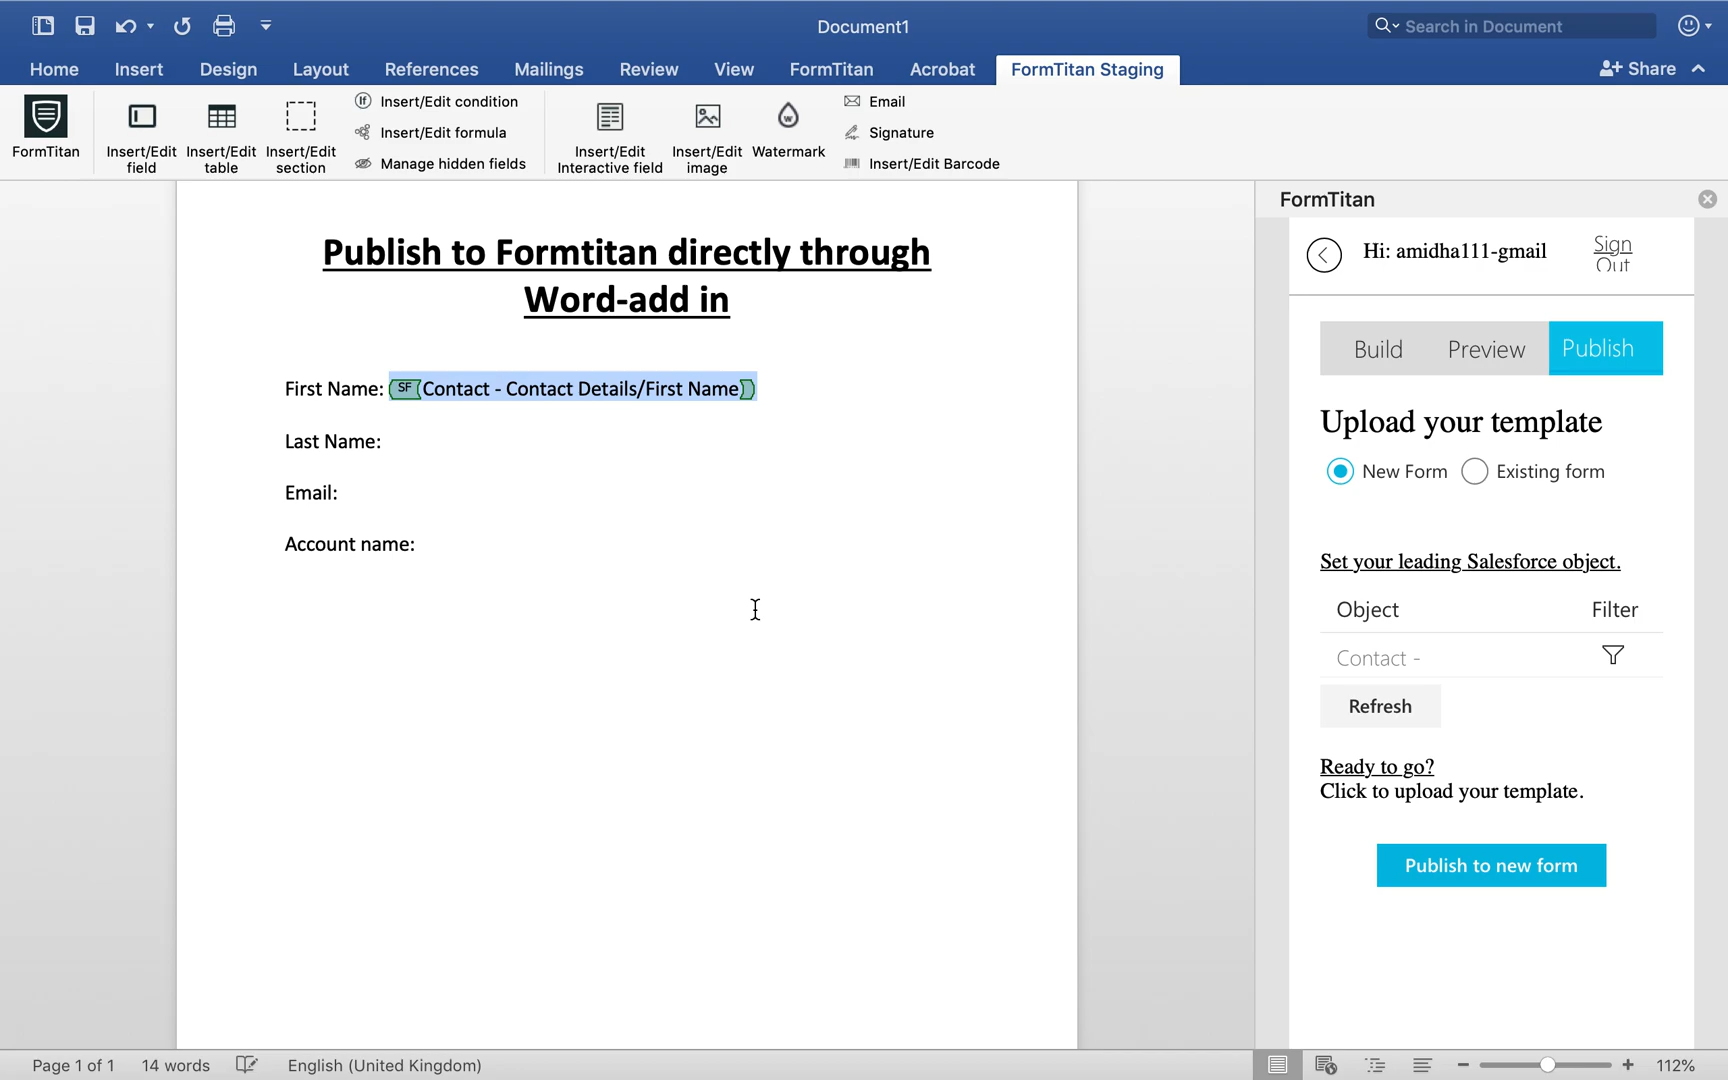 Document1
Search in Document
Home Insert Design Layout References Mailings Review View FormTitan Acrobat FormTitan Staging Share
FormTitan
Insert/Edit field
Insert/Edit table
Insert/Edit section
If Insert/Edit condition
Insert/Edit formula
Manage hidden fields
Insert/Edit Interactive field
Insert/Edit image
W Watermark
Email
Signature
Insert/Edit Barcode
Publish to Formtitan directly through
Word-add in
First Name: SF Contact - Contact Details/First Name
Last Name:
Email:
Account name:
FormTitan
Hi: amidha111-gmail
Sign
Out
Build Preview Publish
Upload your template
New Form Existing form
Set your leading Salesforce object.
Object Filter
Contact -
Refresh
Ready to go?
Click to upload your template.
Publish to new form
Page 1 of 1 14 words English (United Kingdom) 112%